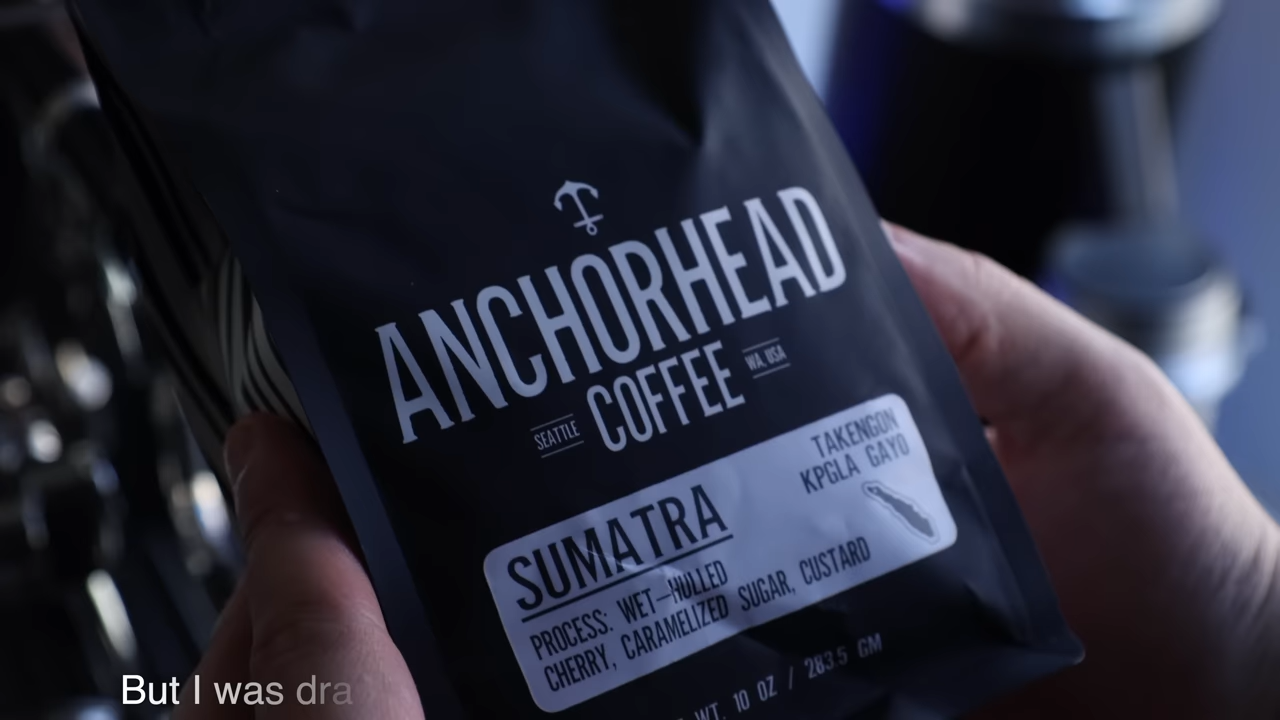 ANCHORHEAD
SEATTLE COFFEE WA, USA
TAKENGON
KPGLA GAYO
SUMATRA
PROCESS: WET-HULLED
CHERRY, CARAMELIZED SUGAR, CUSTARD
WT. 10 OZ / 283.5 GM
But I was dra